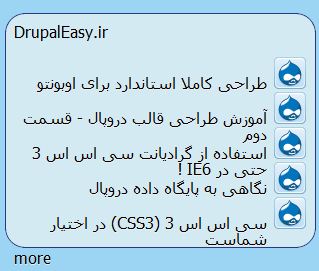 DrupalEasy.ir
طراحی کاملا استاندارد برای اوبونتو
آموزش طراحی قالب دروپال - قسمت
دوم
استفاده از گرادیانت سی اس اس 3
حتی در IE6 !
نگاهی به پایگاه داده دروپال
سی اس اس 3 (CSS3) در اختیار
شماست
more